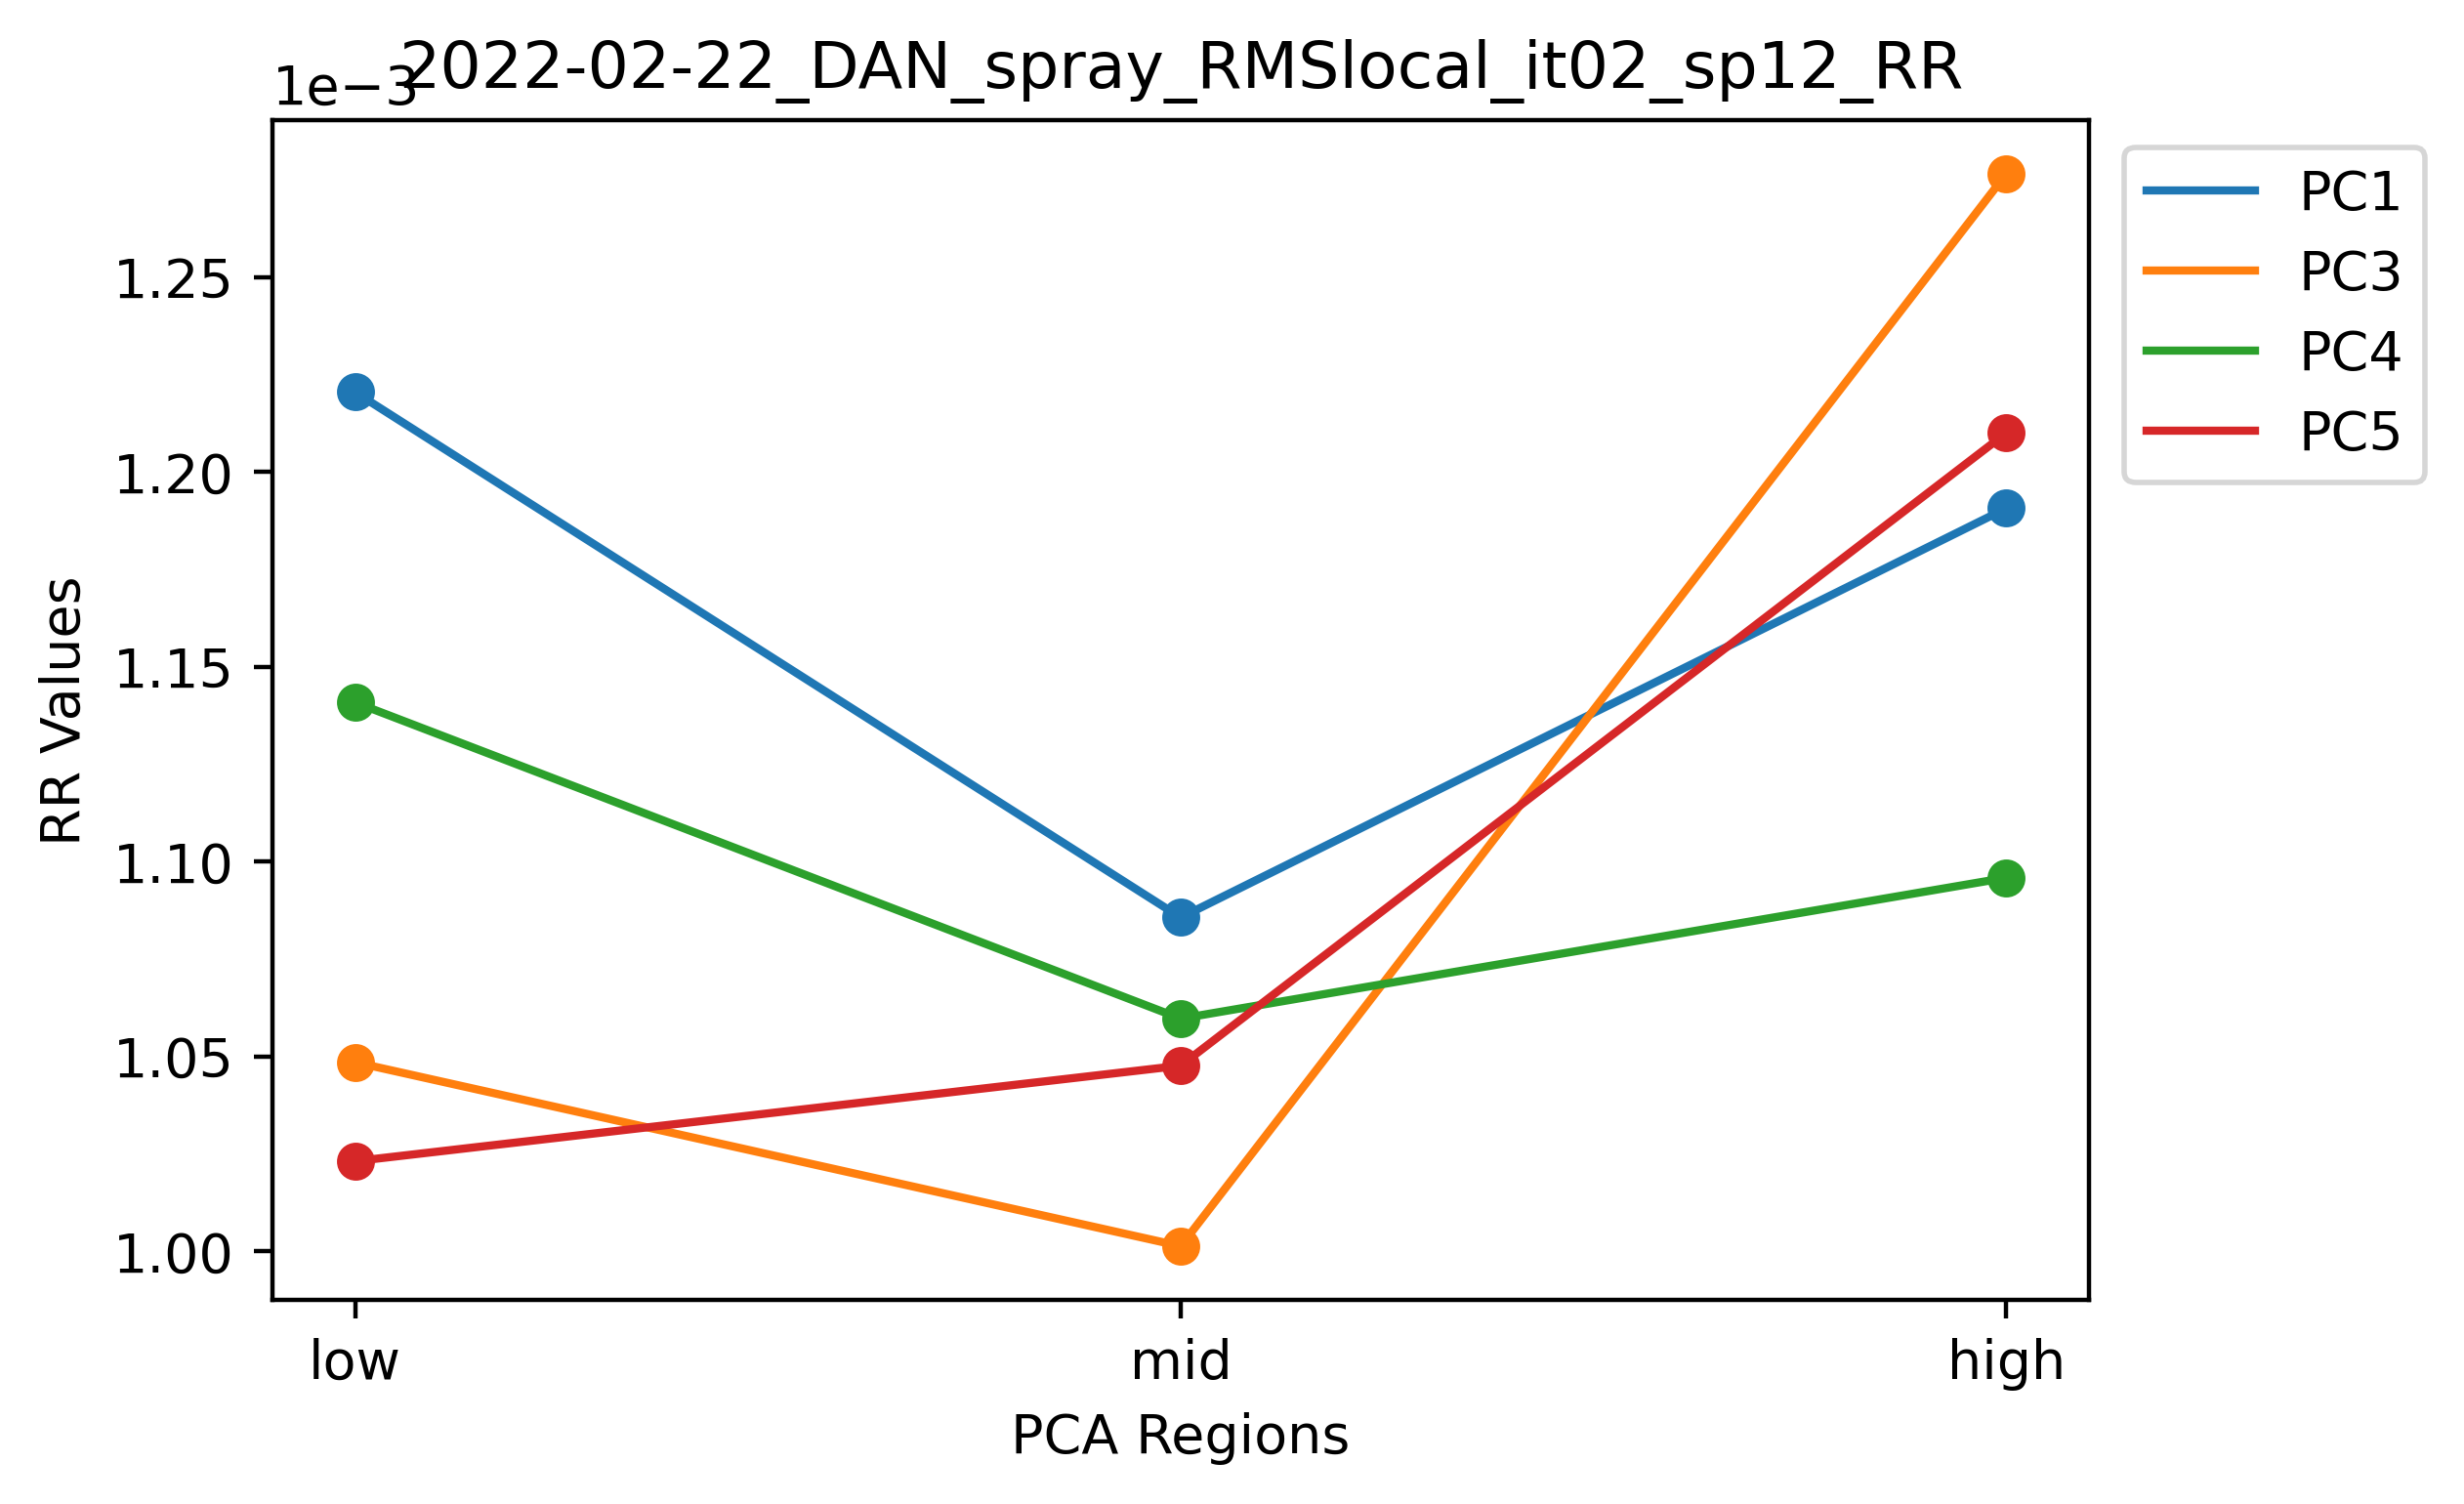 2022-02-22_DAN_spray_RMSlocal_it02_sp12_RR
1e−3
1.25
1.20
1.15
1.10
1.05
1.00
RR Values
low mid high
PCA Regions
PC1
PC3
PC4
PC5